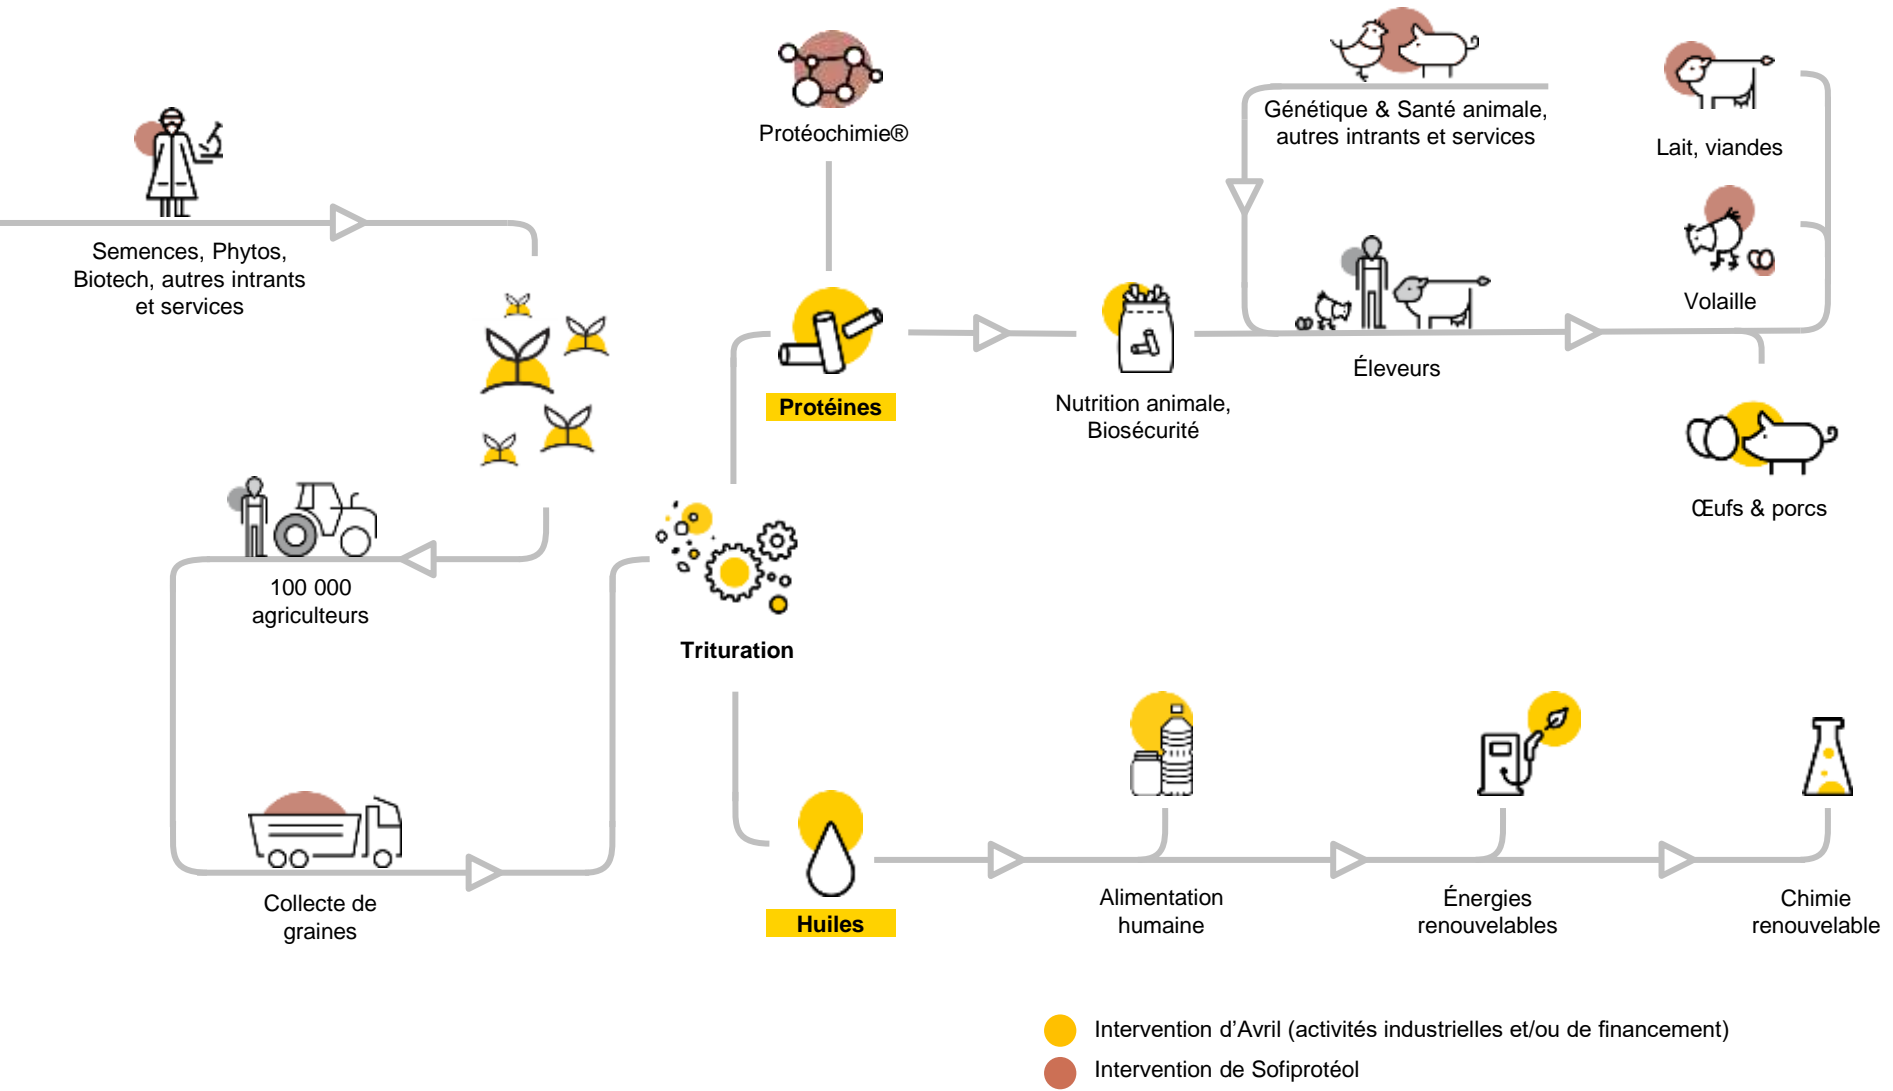 Protéochimie®
Génétique & Santé animale,
autres intrants et services
Lait, viandes
Semences, Phytos,
Biotech, autres intrants
et services
Volaille
Éleveurs
Protéines
Nutrition animale,
Biosécurité
Œufs & porcs
100 000
agriculteurs
Trituration
Collecte de
graines
Huiles
Alimentation
humaine
Énergies
renouvelables
Chimie
renouvelable
Intervention d’Avril (activités industrielles et/ou de financement)
Intervention de Sofiprotéol